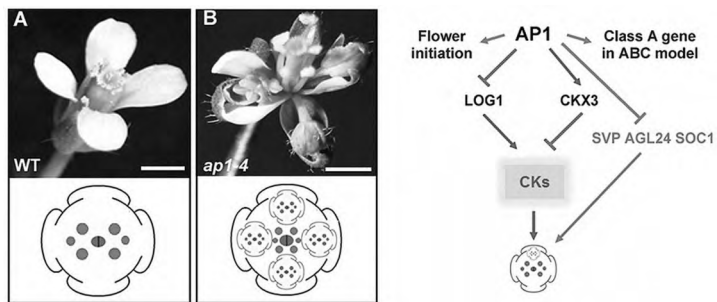 A
B
WT
ap1-4
Flower
initiation
AP1
Class A gene
in ABC model
LOG1
CKX3
SVP AGL24 SOC1
CKs